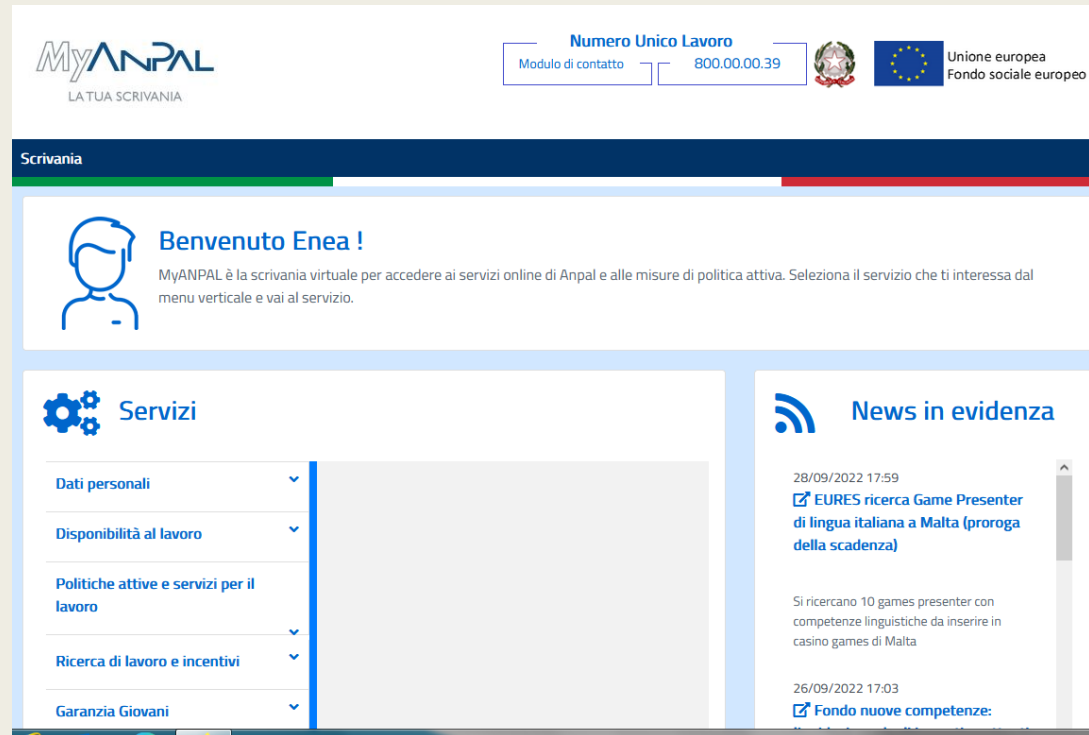 MyANPAL
LA TUA SCRIVANIA
Numero Unico Lavoro
Modulo di contatto
800.00.00.39
Unione europea
Fondo sociale europeo
Scrivania
Benvenuto Enea !
MyANPAL è la scrivania virtuale per accedere ai servizi online di Anpal e alle misure di politica attiva. Seleziona il servizio che ti interessa dal
menu verticale e vai al servizio.
Servizi
Dati personali
Disponibilità al lavoro
Politiche attive e servizi per il
lavoro
Ricerca di lavoro e incentivi
Garanzia Giovani
News in evidenza
28/09/2022 17:59
EURES ricerca Game Presenter
di lingua italiana a Malta (proroga
della scadenza)
Si ricercano 10 games presenter con
competenze linguistiche da inserire in
casino games di Malta
26/09/2022 17:03
Fondo nuove competenze: